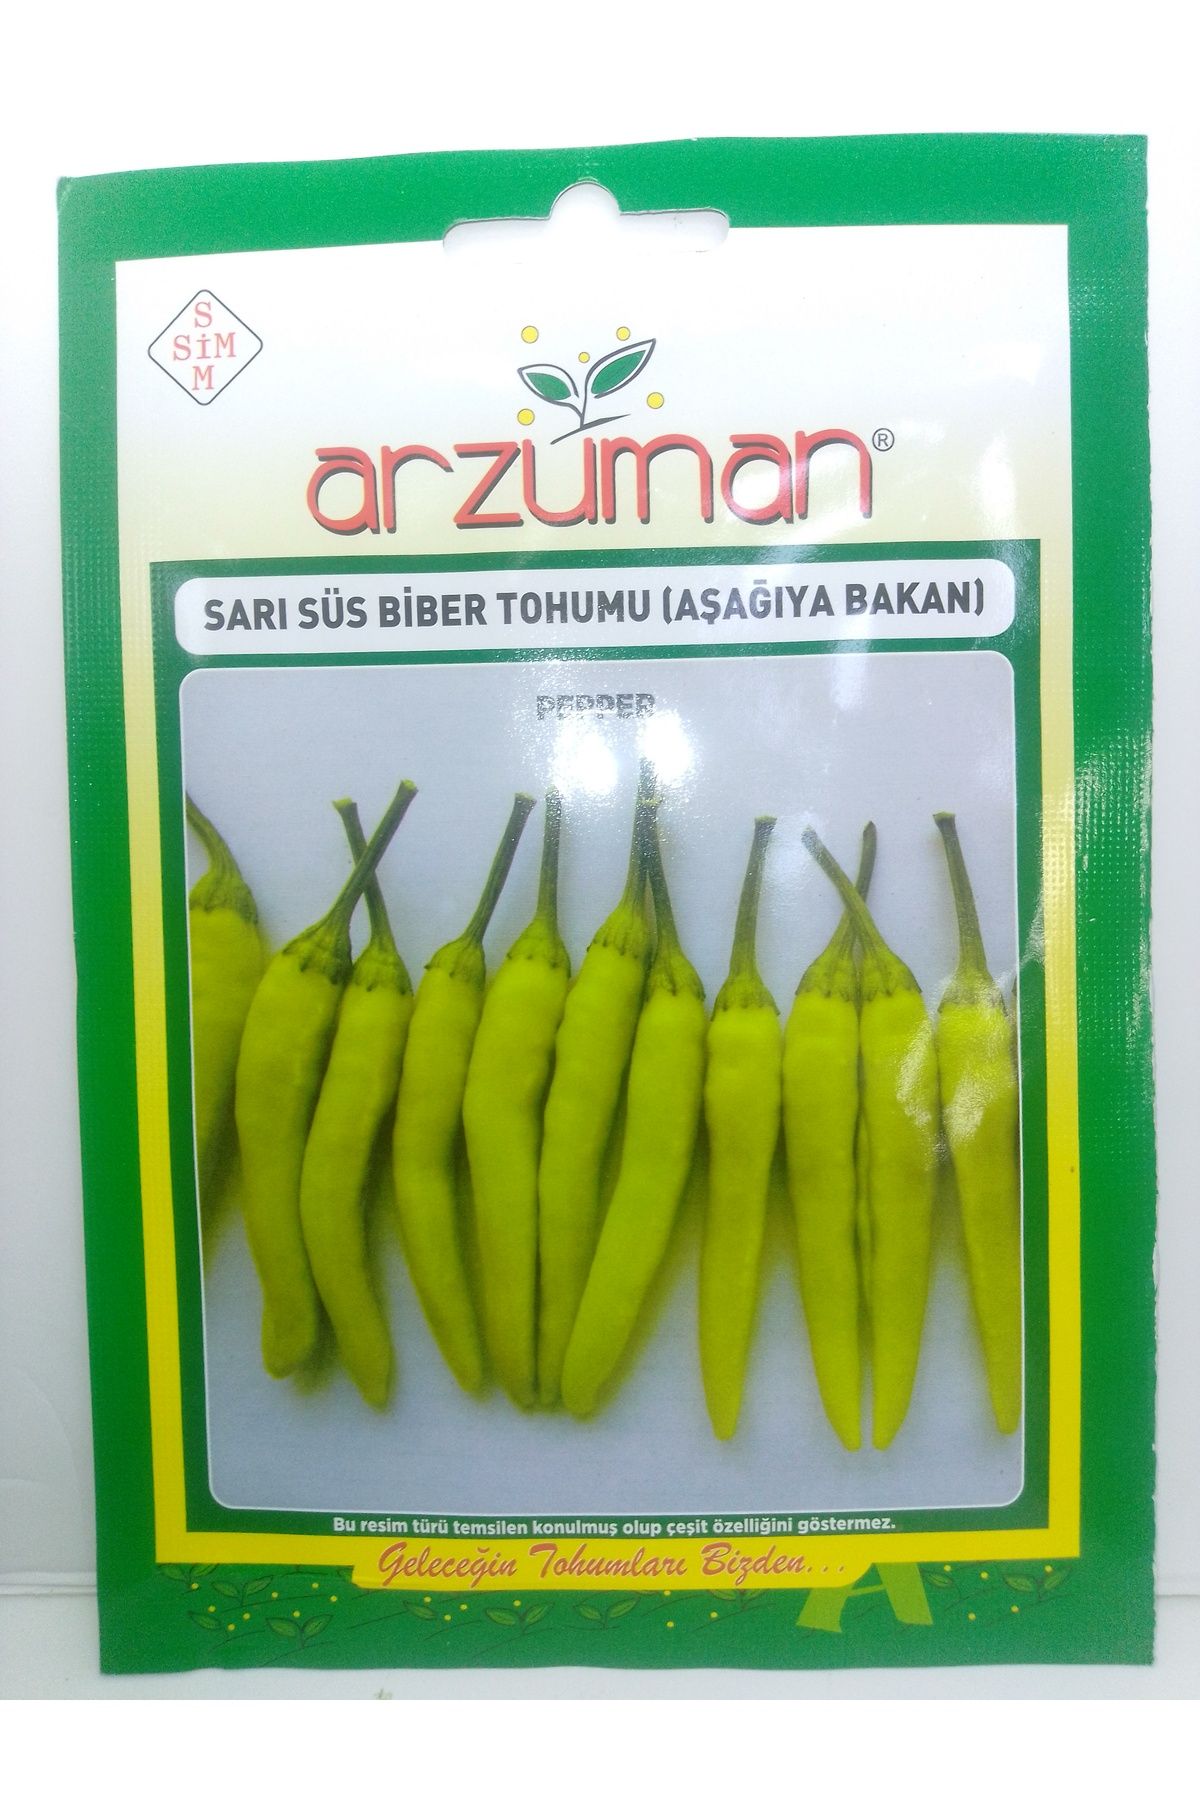 S
SİM
M
arzuman®
SARI SÜS BİBER TOHUMU (AŞAĞIYA BAKAN)
PEPPER
Bu resim türü temsilen konulmuş olup çeşit özelliğini göstermez.
Geleceğin Tohumları Bizden...
A